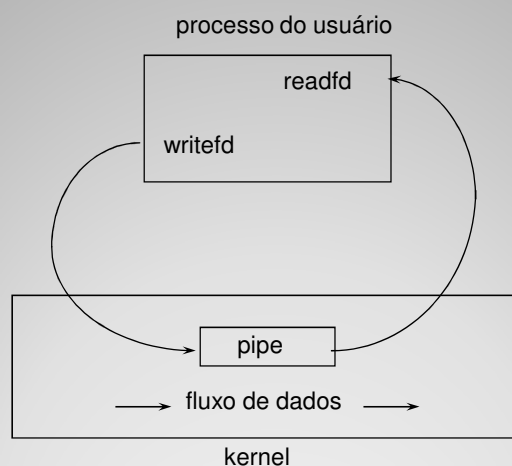 processo do usuário
readfd
writefd
pipe
fluxo de dados
kernel